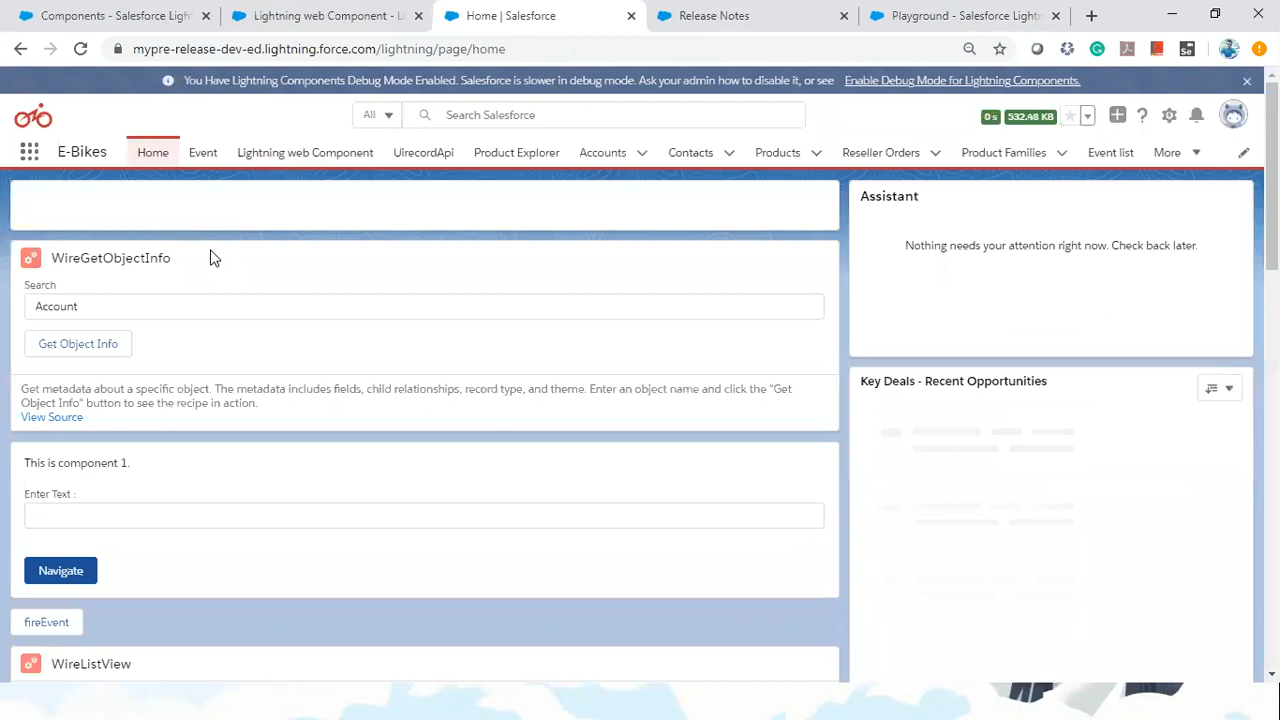 Components - Salesforce Ligh
Lightning web Component - Li
Home | Salesforce
Release Notes
Playground - Salesforce Lightn
mypre-release-dev-ed.lightning.force.com/lightning/page/home
You Have Lightning Components Debug Mode Enabled. Salesforce is slower in debug mode. Ask your admin how to disable it, or see Enable Debug Mode for Lightning Components.
All
Search Salesforce
0 s 532.48 KB
E-Bikes Home Event Lightning web Component UirecordApi Product Explorer Accounts Contacts Products Reseller Orders Product Families Event list More
WireGetObjectInfo
Search
Account
Get Object Info
Get metadata about a specific object. The metadata includes fields, child relationships, record type, and theme. Enter an object name and click the "Get
Object Info" button to see the recipe in action.
View Source
This is component 1.
Enter Text :
Navigate
fireEvent
WireListView
Assistant
Nothing needs your attention right now. Check back later.
Key Deals - Recent Opportunities